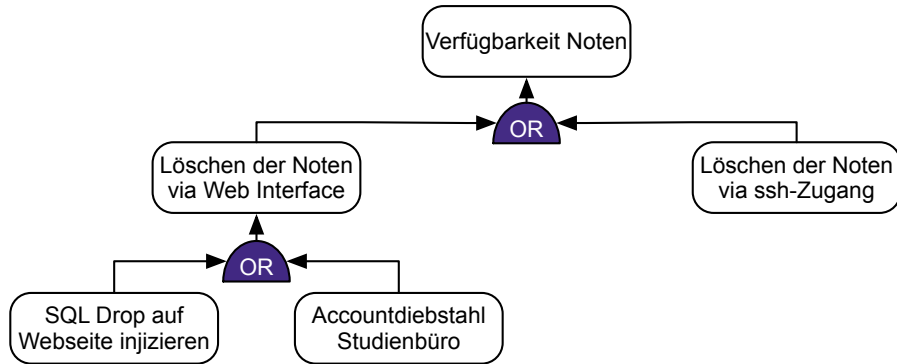 Verfügbarkeit Noten
OR
Löschen der Noten
via Web Interface
Löschen der Noten
via ssh-Zugang
OR
SQL Drop auf
Webseite injizieren
Accountdiebstahl
Studienbüro